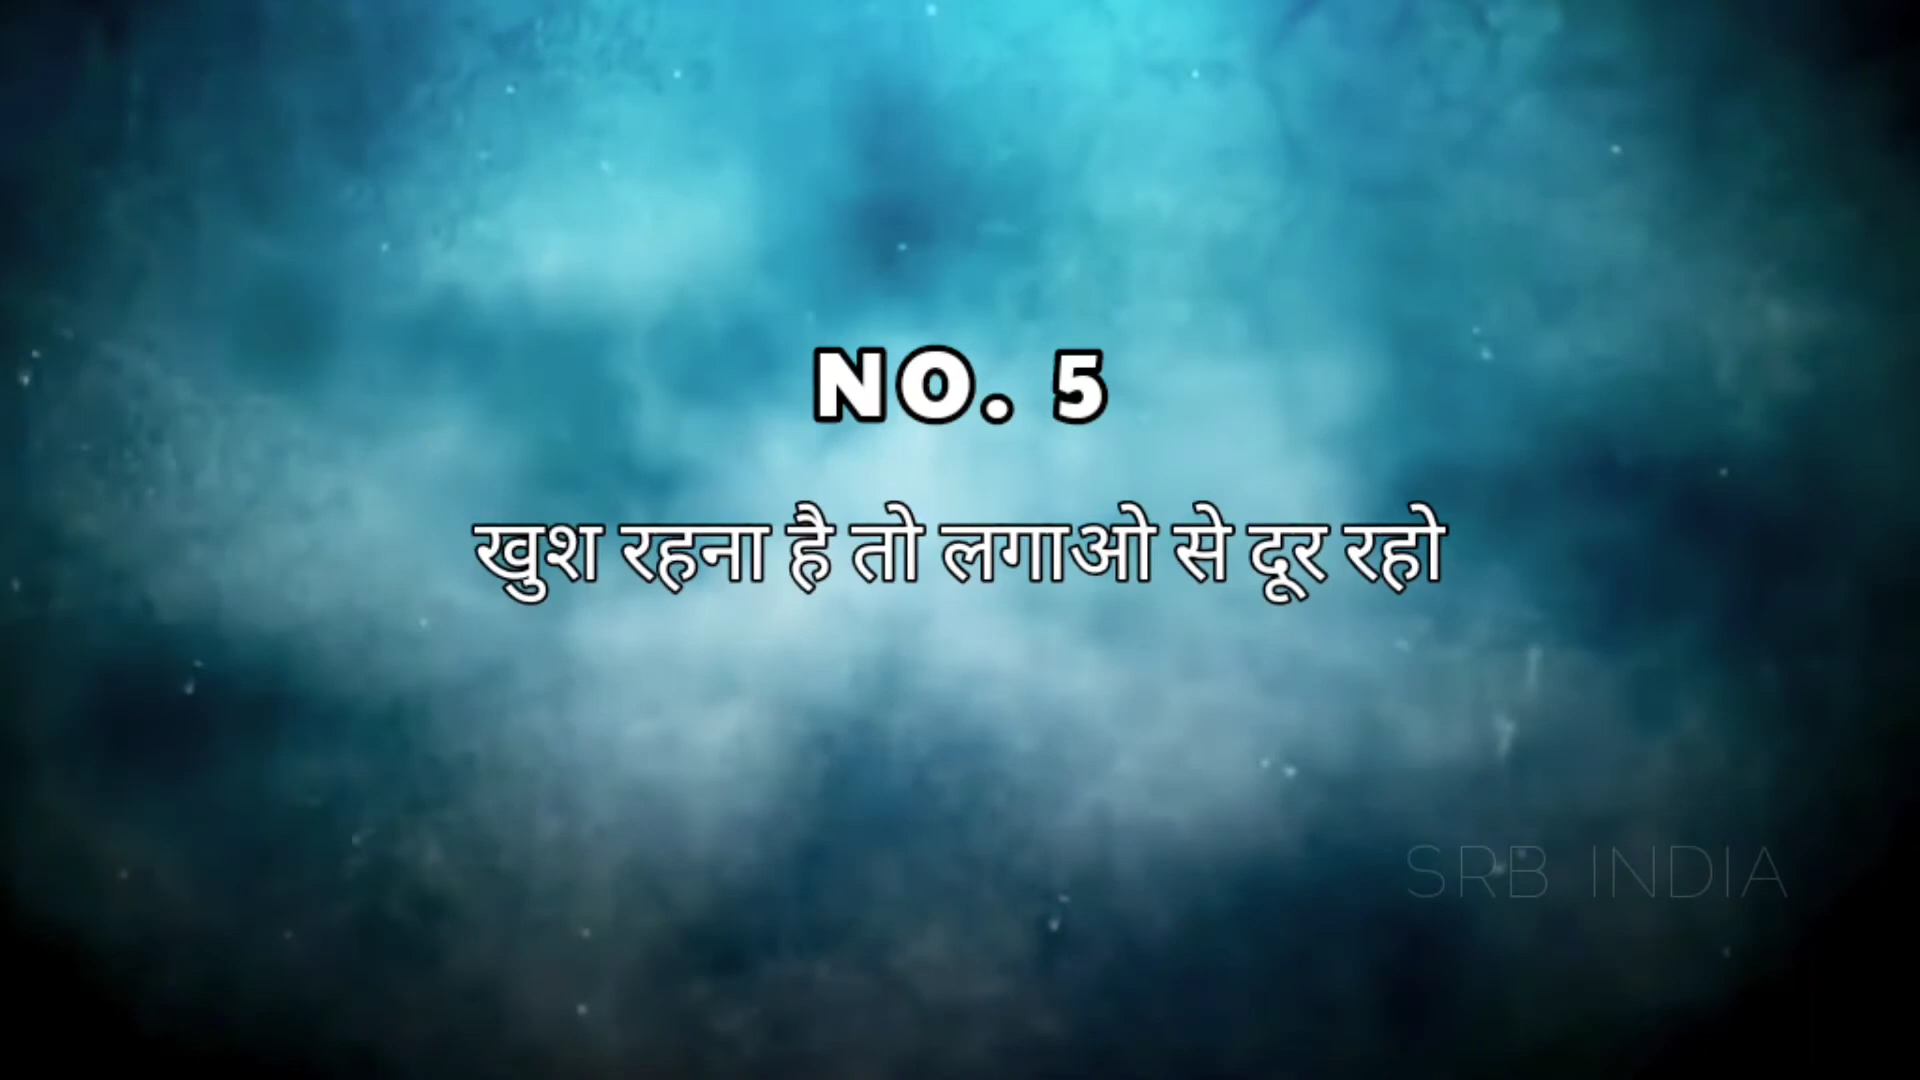 NO. 5
खुश रहना है तो लगाओ से दूर रहो
SRB INDIA